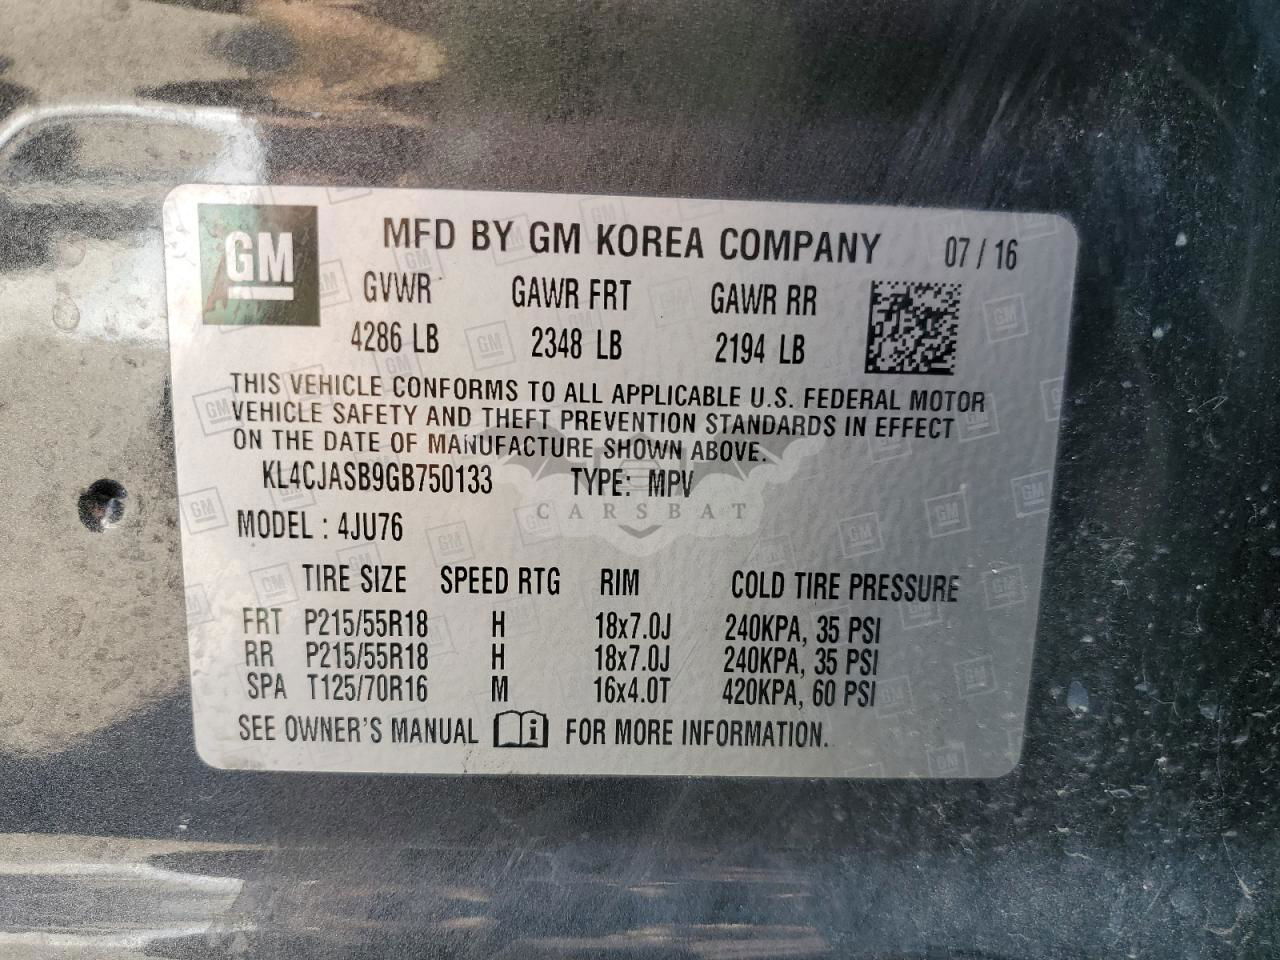 GM MFD BY GM KOREA COMPANY 07 / 16
GVWR GAWR FRT GAWR RR
4286 LB 2348 LB 2194 LB
THIS VEHICLE CONFORMS TO ALL APPLICABLE U.S. FEDERAL MOTOR
VEHICLE SAFETY AND THEFT PREVENTION STANDARDS IN EFFECT
ON THE DATE OF MANUFACTURE SHOWN ABOVE.
KL4CJASB9GB750133 TYPE: MPV
CARSBAT
MODEL : 4JU76
TIRE SIZE SPEED RTG RIM COLD TIRE PRESSURE
FRT P215/55R18 H 18x7.0J 240KPA, 35 PSI
RR P215/55R18 H 18x7.0J 240KPA, 35 PSI
SPA T125/70R16 M 16x4.0T 420KPA, 60 PSI
SEE OWNER'S MANUAL i FOR MORE INFORMATION.